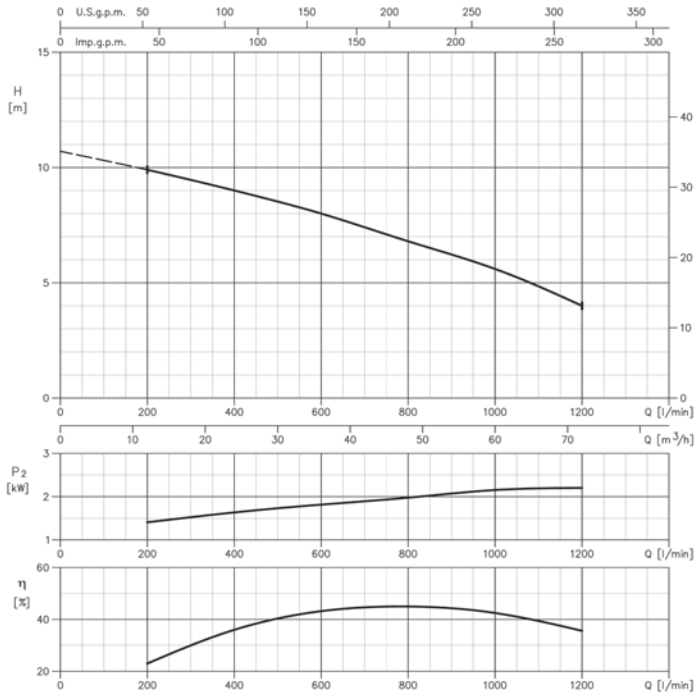 0 U.S.g.p.m. 50 100 150 200 250 300 350
0 Imp.g.p.m. 50 100 150 200 250 300
15
H
[m]
40
10
30
20
5
10
0 0
0 200 400 600 800 1000 1200 Q [l/min]
0 10 20 30 40 50 60 70 Q [m³/h]
3
P2
[kW]
2
1
0 200 400 600 800 1000 1200 Q [l/min]
60
η
[%]
40
20
0 200 400 600 800 1000 1200 Q [l/min]